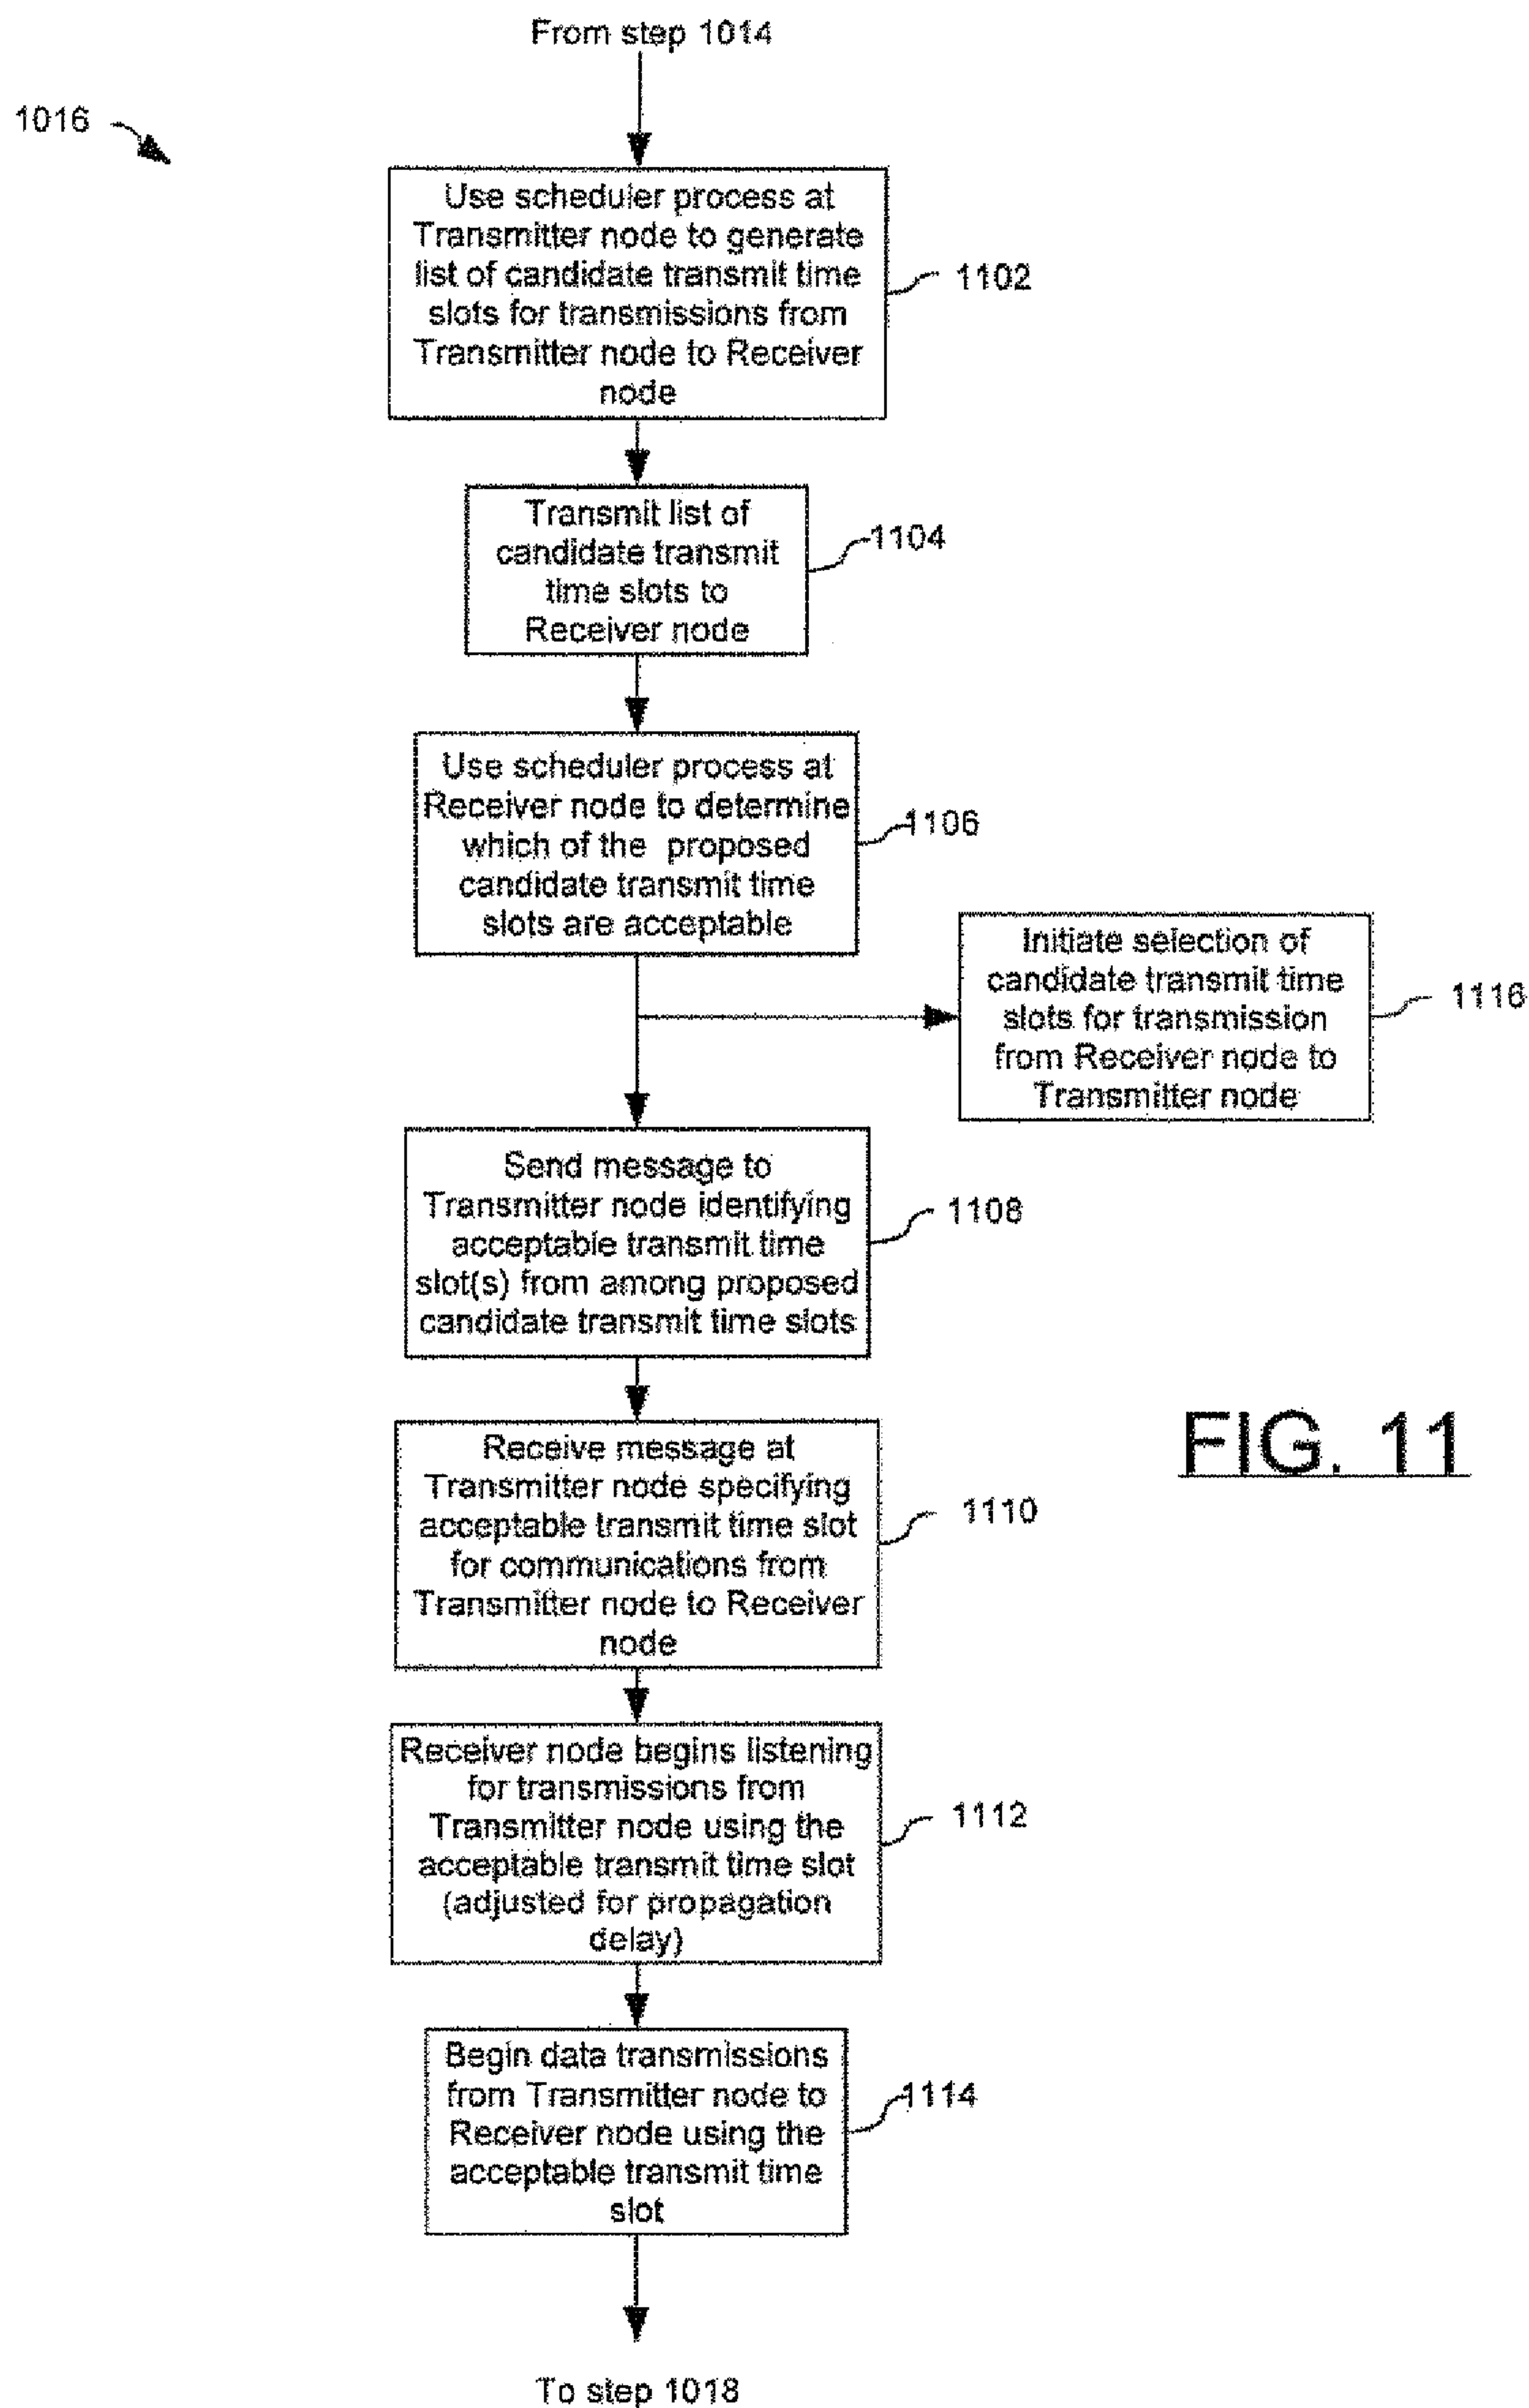 From step 1014
1016
Use scheduler process at
Transmitter node to generate
list of candidate transmit time
slots for transmissions from
Transmitter node to Receiver
node
1102
Transmit list of
candidate transmit
time slots to
Receiver node
1104
Use scheduler process at
Receiver node to determine
which of the proposed
candidate transmit time
slots are acceptable
1106
Initiate selection of
candidate transmit time
slots for transmission
from Receiver node to
Transmitter node
1116
Send message to
Transmitter node identifying
acceptable transmit time
slot(s) from among proposed
candidate transmit time slots
1108
Receive message at
Transmitter node specifying
acceptable transmit time slot
for communications from
Transmitter node to Receiver
node
1110
FIG. 11
Receiver node begins listening
for transmissions from
Transmitter node using the
acceptable transmit time slot
(adjusted for propagation
delay)
1112
Begin data transmissions
from Transmitter node to
Receiver node using the
acceptable transmit time
slot
1114
To step 1018